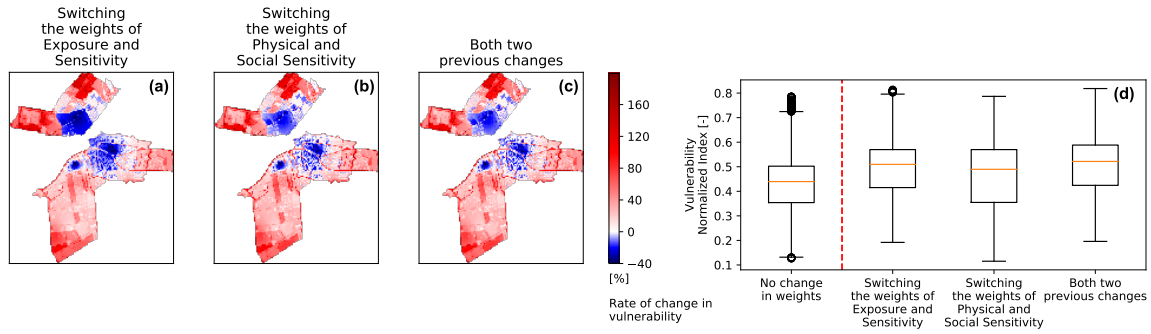 Switching
the weights of
Exposure and
Sensitivity
(a)
Switching
the weights of
Physical and
Social Sensitivity
(b)
Both two
previous changes
(c)
160
120
80
40
0
−40
[%]
Rate of change in
vulnerability
(d)
Vulnerability
Normalized Index [-]
0.8
0.7
0.6
0.5
0.4
0.3
0.2
0.1
No change
in weights
Switching
the weights of
Exposure and
Sensitivity
Switching
the weights of
Physical and
Social Sensitivity
Both two
previous changes